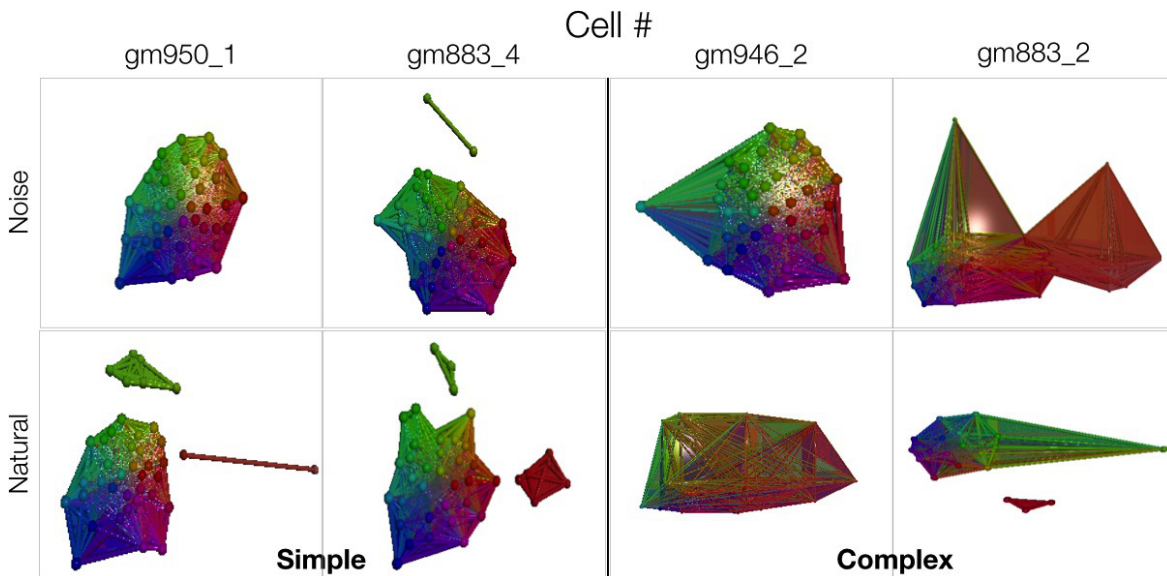 Cell #
gm950_1 gm883_4 gm946_2 gm883_2
Noise
Natural
Simple Complex